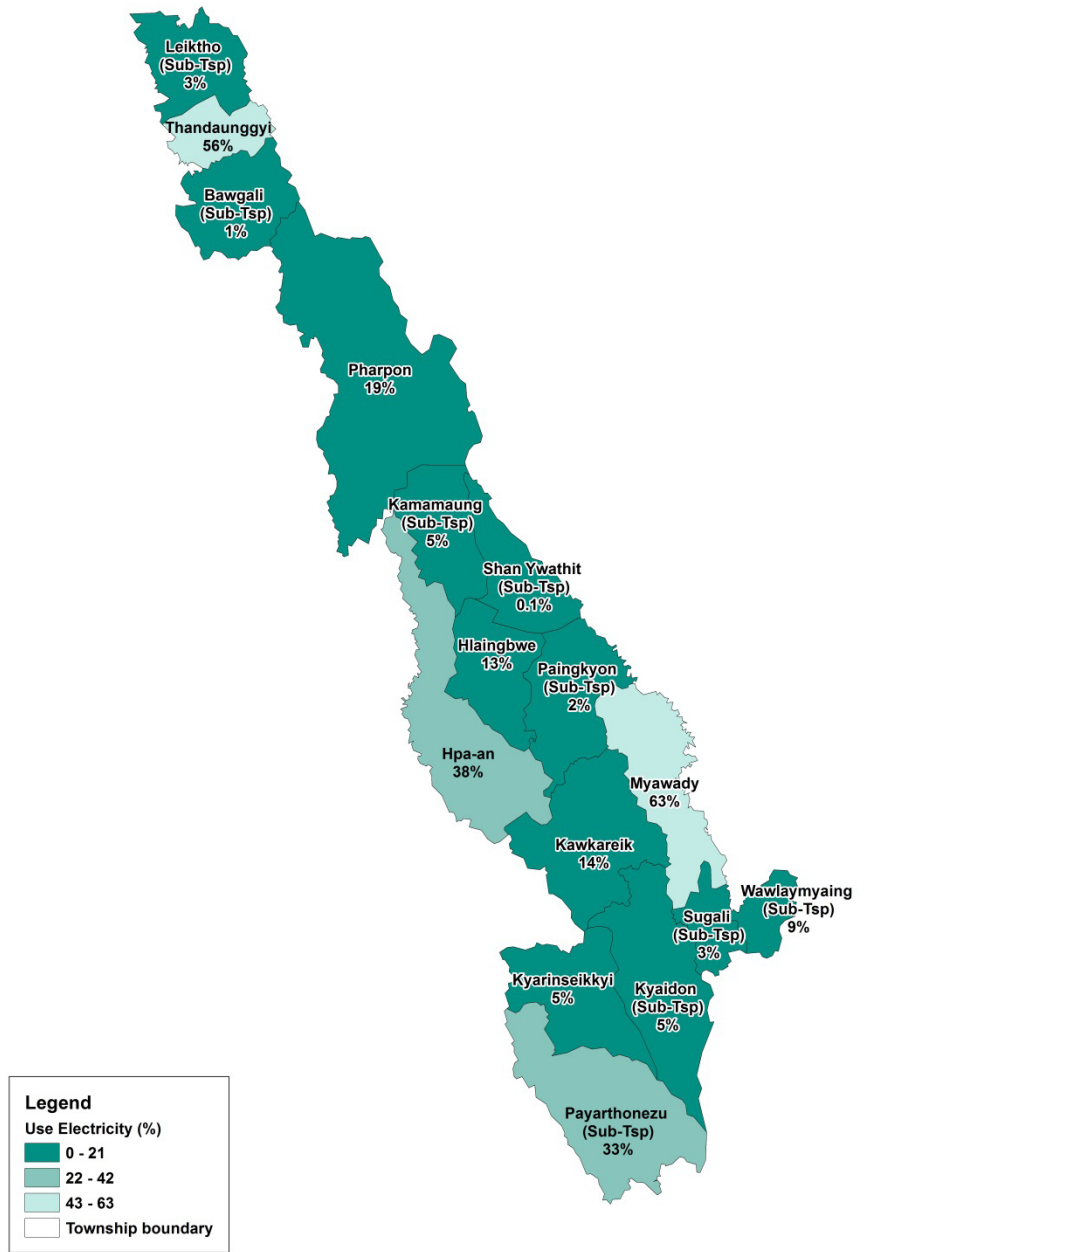 Leiktho
(Sub-Tsp)
3%
Thandaunggyi
56%
Bawgali
(Sub-Tsp)
1%
Pharpon
19%
Kamamaung
(Sub-Tsp)
5%
Shan Ywathit
(Sub-Tsp)
0.1%
Hlaingbwe
13%
Paingkyon
(Sub-Tsp)
2%
Hpa-an
38%
Myawady
63%
Kawkareik
14%
Wawlaymyaing
(Sub-Tsp)
9%
Sugali
(Sub-Tsp)
3%
Kyarinseikkyi
5%
Kyaidon
(Sub-Tsp)
5%
Payarthonezu
(Sub-Tsp)
33%
Legend
Use Electricity (%)
0 - 21
22 - 42
43 - 63
Township boundary